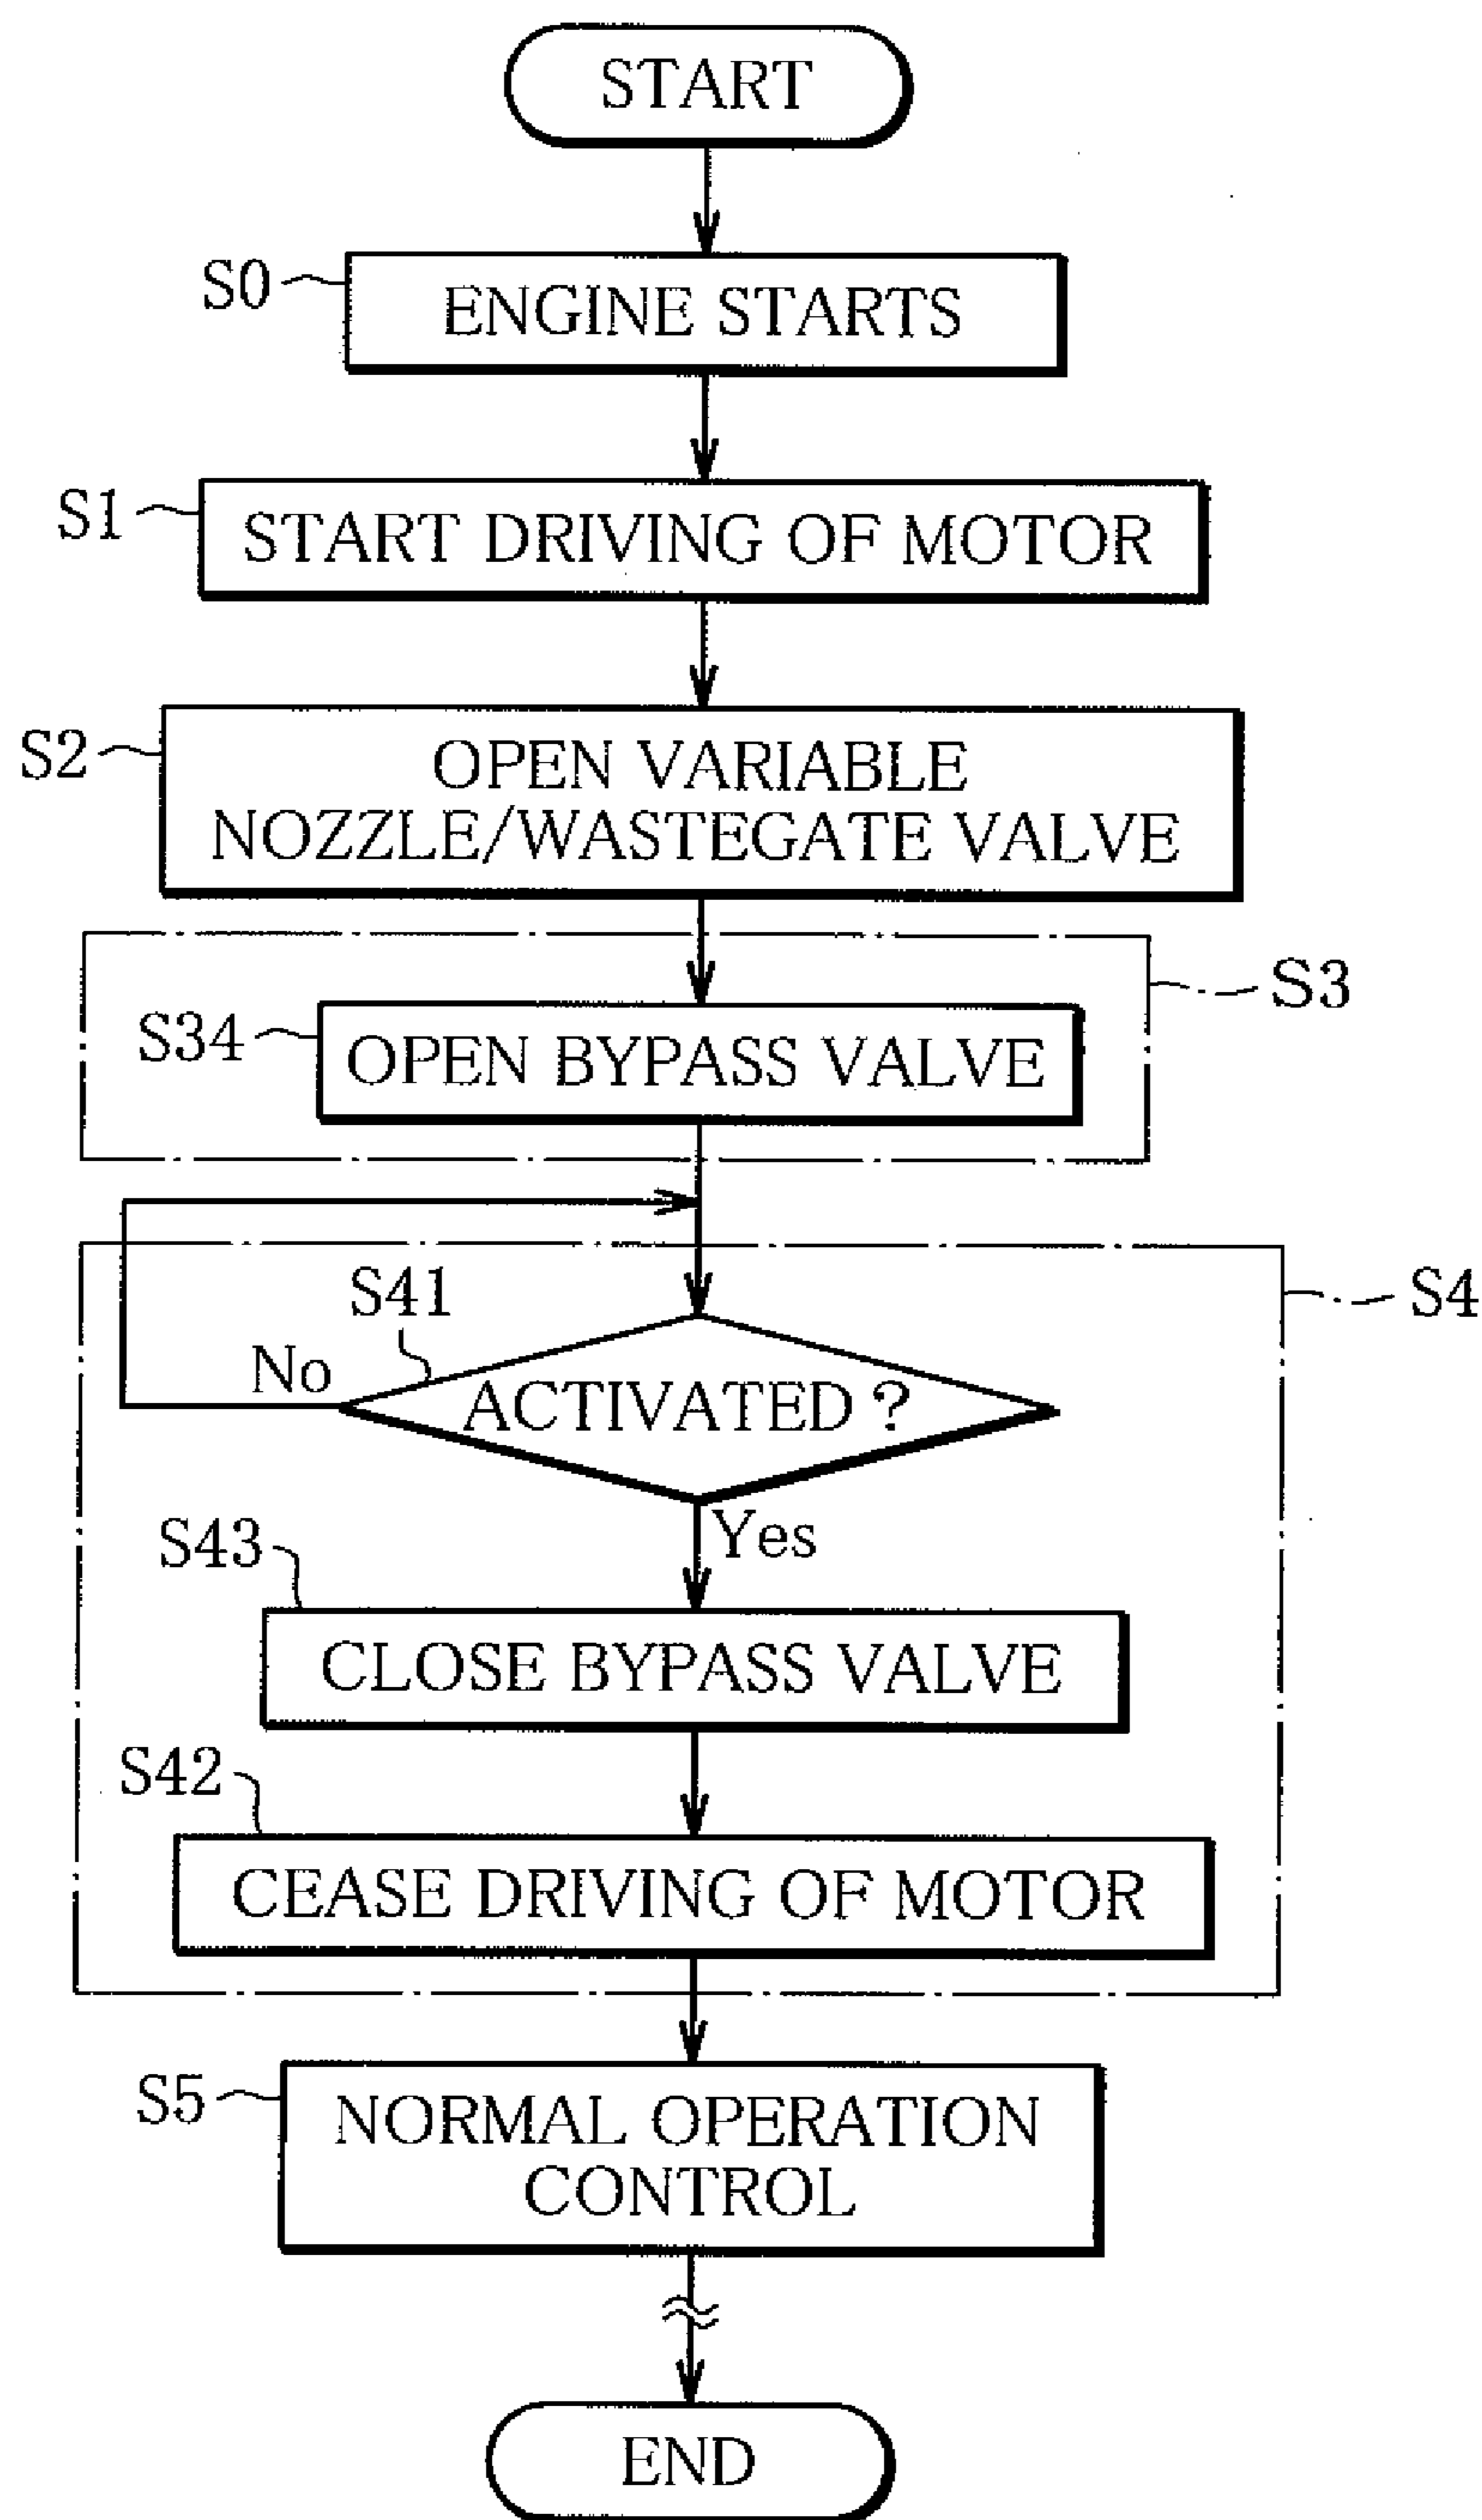 START
S0
ENGINE STARTS
S1
START DRIVING OF MOTOR
S2
OPEN VARIABLE
NOZZLE/WASTEGATE VALVE
S3
S34
OPEN BYPASS VALVE
S4
S41
No
ACTIVATED ?
Yes
S43
CLOSE BYPASS VALVE
S42
CEASE DRIVING OF MOTOR
S5
NORMAL OPERATION
CONTROL
END